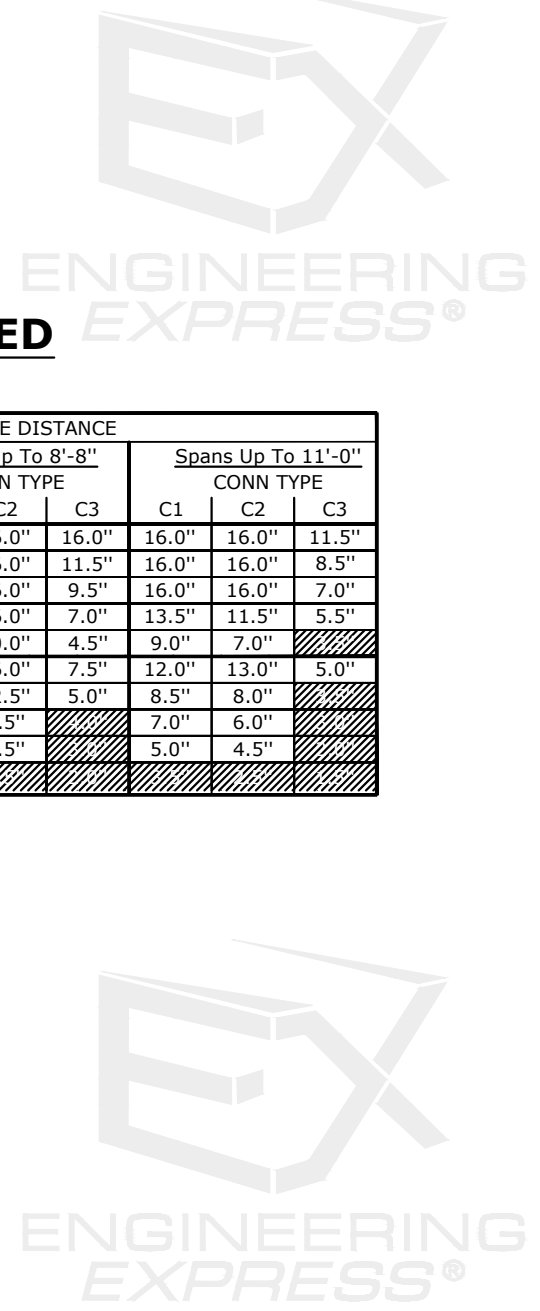 ENGINEERING
EXPRESS®
ED
E DISTANCE
p To 8'-8" Spans Up To 11'-0"
N TYPE CONN TYPE
C2 C3 C1 C2 C3
.0" 16.0" 16.0" 16.0" 11.5"
.0" 11.5" 16.0" 16.0" 8.5"
.0" 9.5" 16.0" 16.0" 7.0"
.0" 7.0" 13.5" 11.5" 5.5"
.0" 4.5" 9.0" 7.0"
.0" 7.5" 12.0" 13.0" 5.0"
.5" 5.0" 8.5" 8.0"
.5" 7.0" 6.0"
.5" 5.0" 4.5"
ENGINEERING
EXPRESS®